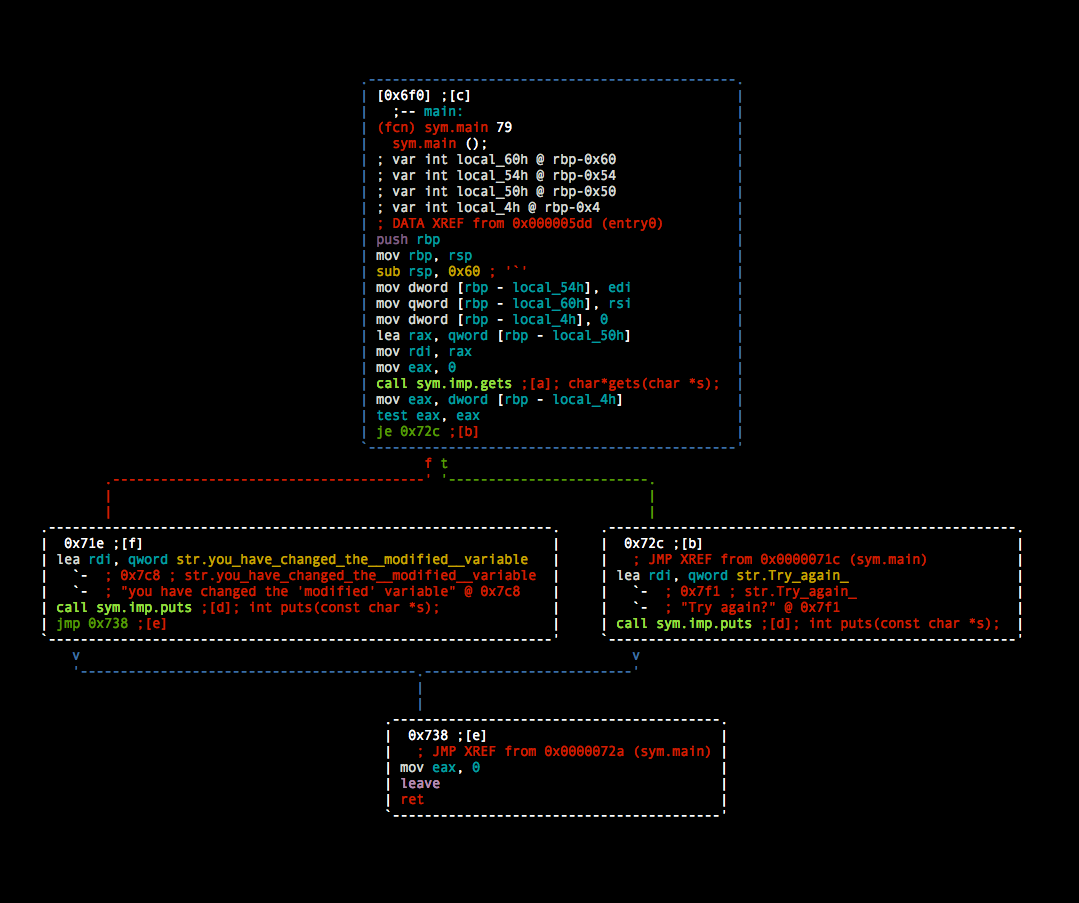 [0x6f0] ;[c]
;-- main:
(fcn) sym.main 79
sym.main ();
; var int local_60h @ rbp-0x60
; var int local_54h @ rbp-0x54
; var int local_50h @ rbp-0x50
; var int local_4h @ rbp-0x4
; DATA XREF from 0x000005dd (entry0)
push rbp
mov rbp, rsp
sub rsp, 0x60 ; '`'
mov dword [rbp - local_54h], edi
mov qword [rbp - local_60h], rsi
mov dword [rbp - local_4h], 0
lea rax, qword [rbp - local_50h]
mov rdi, rax
mov eax, 0
call sym.imp.gets ;[a]; char*gets(char *s);
mov eax, dword [rbp - local_4h]
test eax, eax
je 0x72c ;[b]
f t
0x71e ;[f]
lea rdi, qword str.you_have_changed_the__modified__variable
`- ; 0x7c8 ; str.you_have_changed_the__modified__variable
`- ; "you have changed the 'modified' variable" @ 0x7c8
call sym.imp.puts ;[d]; int puts(const char *s);
jmp 0x738 ;[e]
v
0x72c ;[b]
; JMP XREF from 0x0000071c (sym.main)
lea rdi, qword str.Try_again_
`- ; 0x7f1 ; str.Try_again_
`- ; "Try again?" @ 0x7f1
call sym.imp.puts ;[d]; int puts(const char *s);
v
0x738 ;[e]
; JMP XREF from 0x0000072a (sym.main)
mov eax, 0
leave
ret